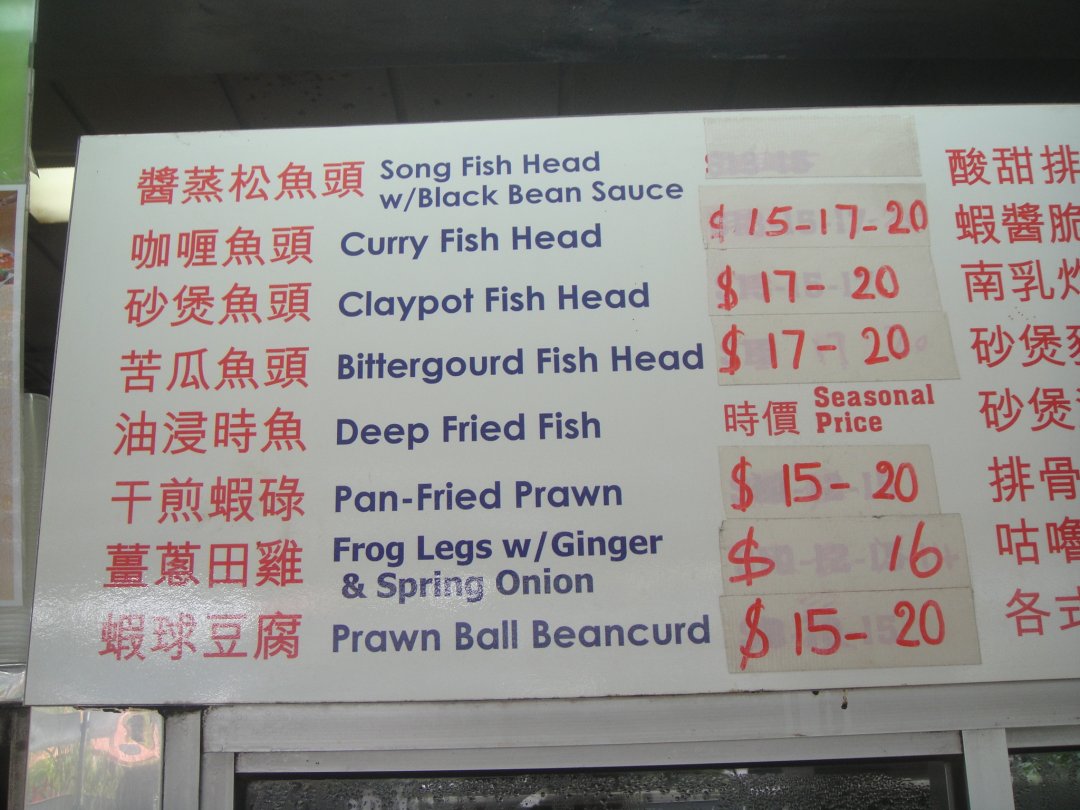 醬蒸松魚頭 Song Fish Head
w/Black Bean Sauce
咖喱魚頭 Curry Fish Head $15-17-20
砂煲魚頭 Claypot Fish Head $17-20
苦瓜魚頭 Bittergourd Fish Head $17-20
油浸時魚 Deep Fried Fish 時價 Seasonal
Price
干煎蝦碌 Pan-Fried Prawn $15-20
薑蔥田雞 Frog Legs w/Ginger
& Spring Onion $16
蝦球豆腐 Prawn Ball Beancurd $15-20
酸甜排
蝦醬脆
南乳炸
砂煲
砂煲
排骨
咕嚕
各式